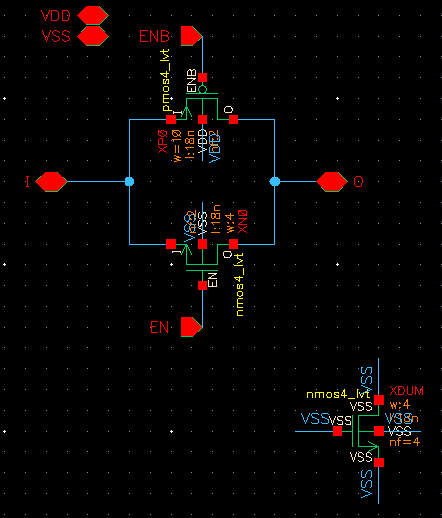 VDD
VSS
ENB
pmos4_lvt
ENB
I
O
XP0
w=10
l:18n
VDD
VDD
I
O
VSS
VSS
l:18n
w:4
XN0
I
O
EN
nmos4_lvt
EN
VSS
nmos4_lvt
XDUM
VSS
w:4
VSS
VSS
VSS
VSS
l:18n
nf=4
VSS
VSS